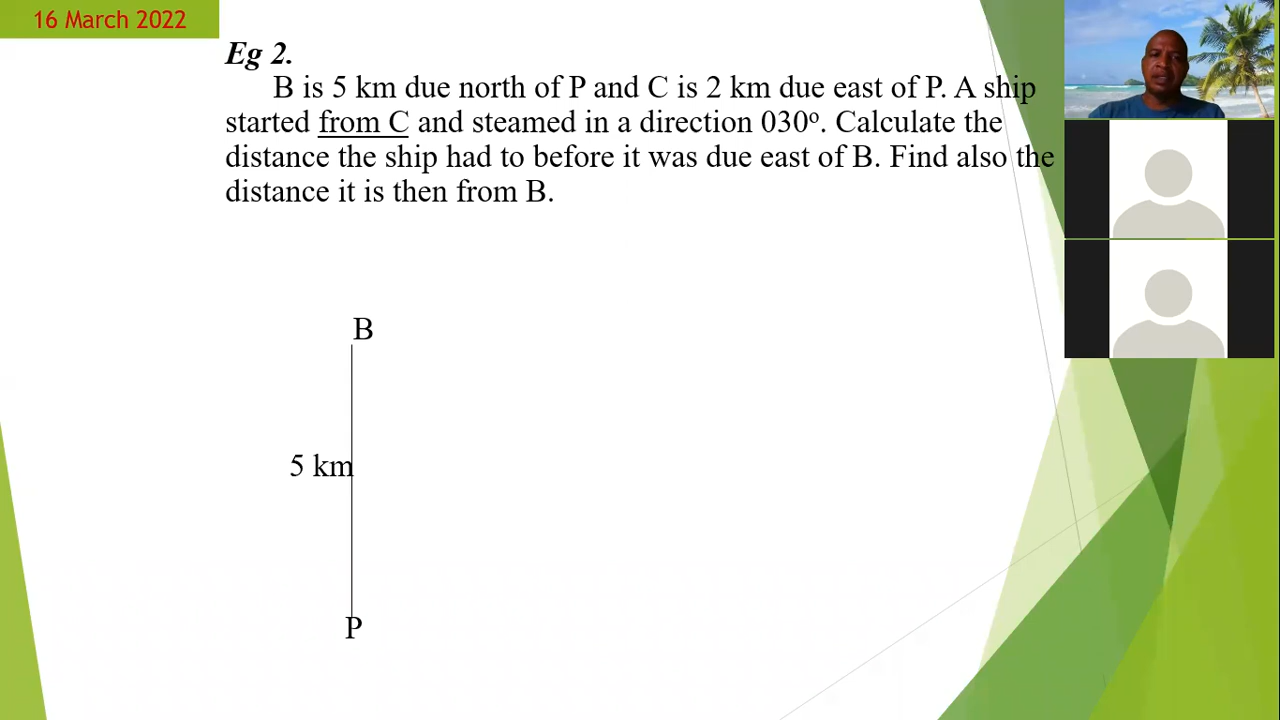 16 March 2022
Eg 2.
B is 5 km due north of P and C is 2 km due east of P. A ship
started from C and steamed in a direction 030º. Calculate the
distance the ship had to before it was due east of B. Find also the
distance it is then from B.
B
5 km
P